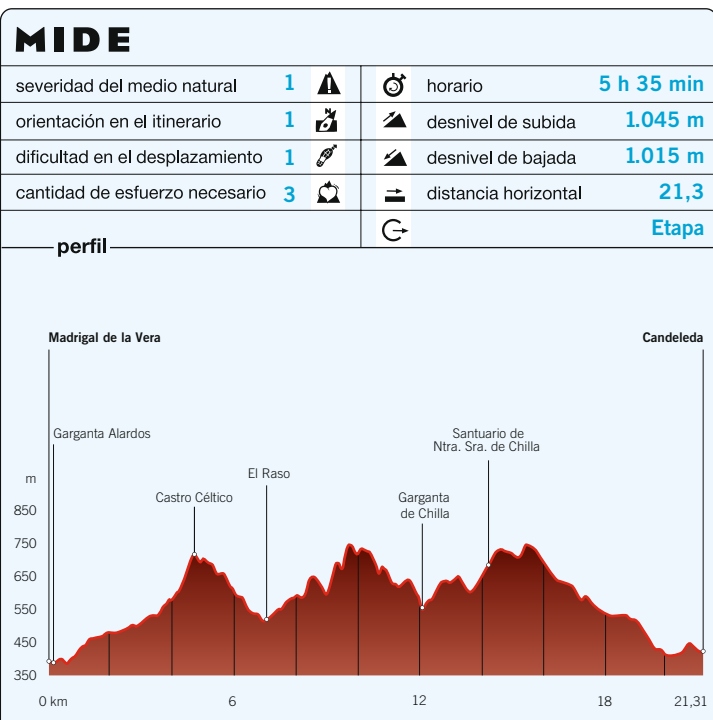 MIDE
severidad del medio natural 1
orientación en el itinerario 1
dificultad en el desplazamiento 1
cantidad de esfuerzo necesario 3
horario 5 h 35 min
desnivel de subida 1.045 m
desnivel de bajada 1.015 m
distancia horizontal 21,3
Etapa
perfil
Madrigal de la Vera
Candeleda
Garganta Alardos
Santuario de
Ntra. Sra. de Chilla
El Raso
Castro Céltico
Garganta
de Chilla
m
850
750
650
550
450
350
0 km 6 12 18 21,31